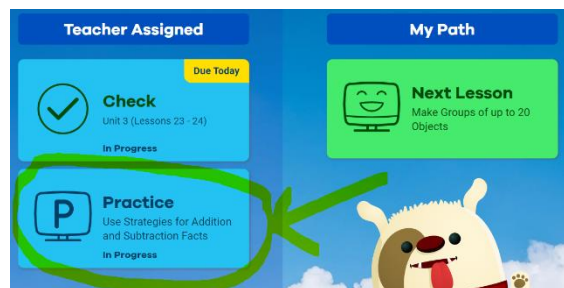 Teacher Assigned
Due Today
Check
Unit 3 (Lessons 23 - 24)
In Progress
P
Practice
Use Strategies for Addition
and Subtraction Facts
In Progress
My Path
Next Lesson
Make Groups of up to 20
Objects